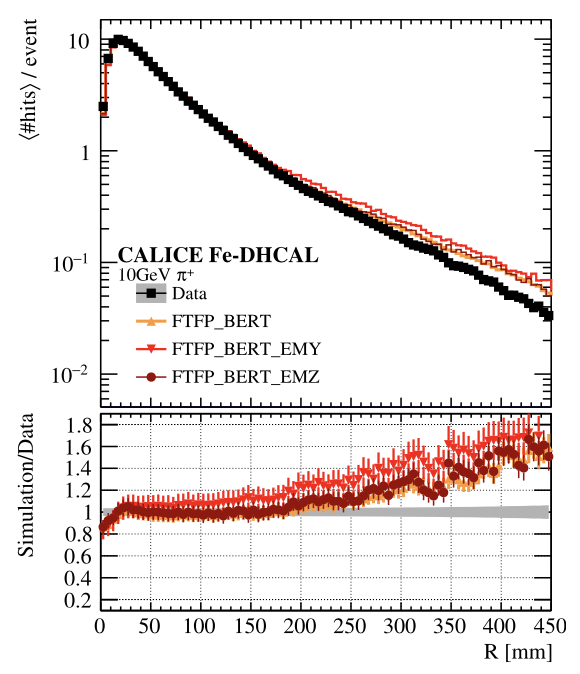 ⟨#hits⟩ / event
10
1
10⁻¹
10⁻²
CALICE Fe-DHCAL
10GeV π⁺
Data
FTFP_BERT
FTFP_BERT_EMY
FTFP_BERT_EMZ
Simulation/Data
1.8
1.6
1.4
1.2
1
0.8
0.6
0.4
0.2
0 50 100 150 200 250 300 350 400 450
R [mm]